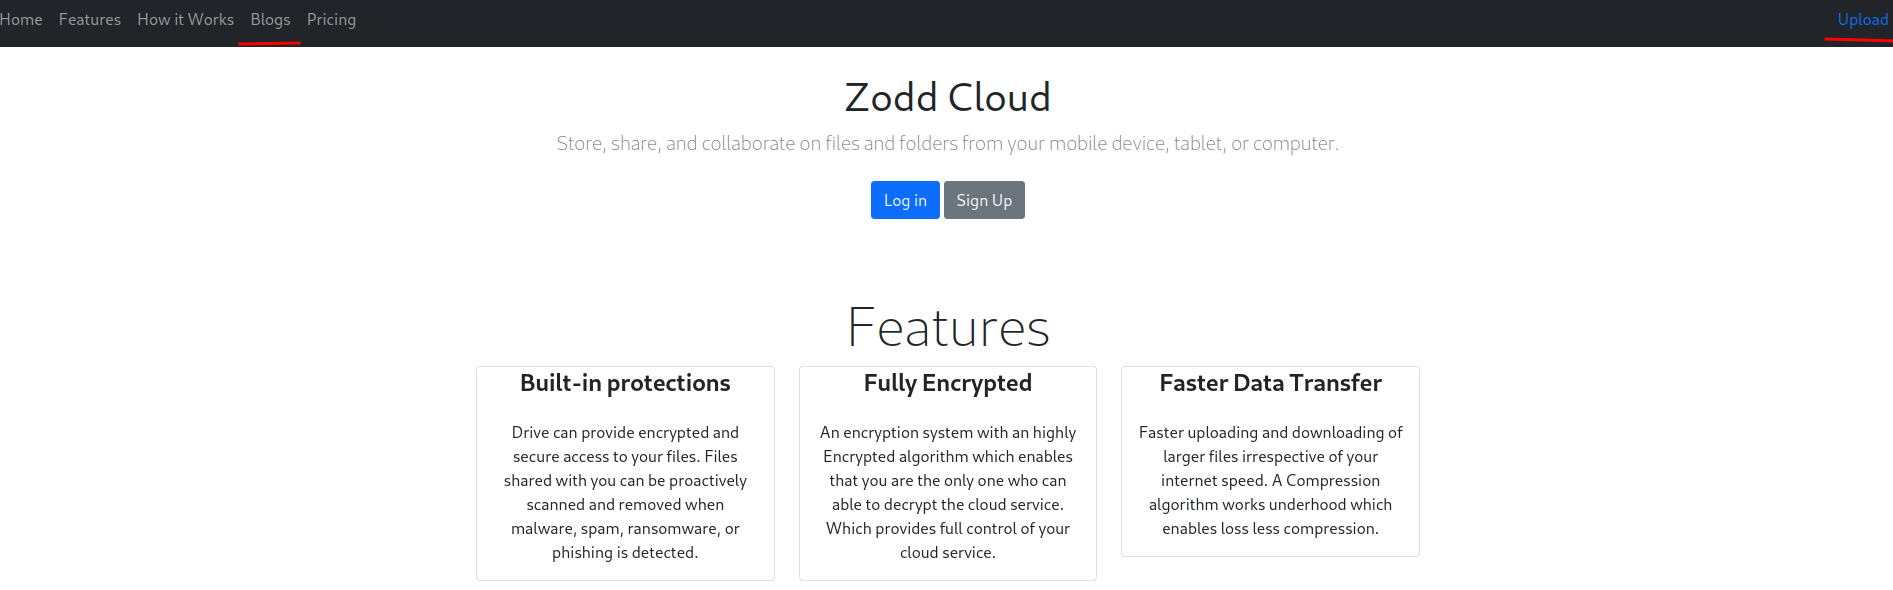 Home Features How it Works Blogs Pricing Upload
Zodd Cloud
Store, share, and collaborate on files and folders from your mobile device, tablet, or computer.
Log in Sign Up
Features
Built-in protections
Drive can provide encrypted and
secure access to your files. Files
shared with you can be proactively
scanned and removed when
malware, spam, ransomware, or
phishing is detected.
Fully Encrypted
An encryption system with an highly
Encrypted algorithm which enables
that you are the only one who can
able to decrypt the cloud service.
Which provides full control of your
cloud service.
Faster Data Transfer
Faster uploading and downloading of
larger files irrespective of your
internet speed. A Compression
algorithm works underhood which
enables loss less compression.